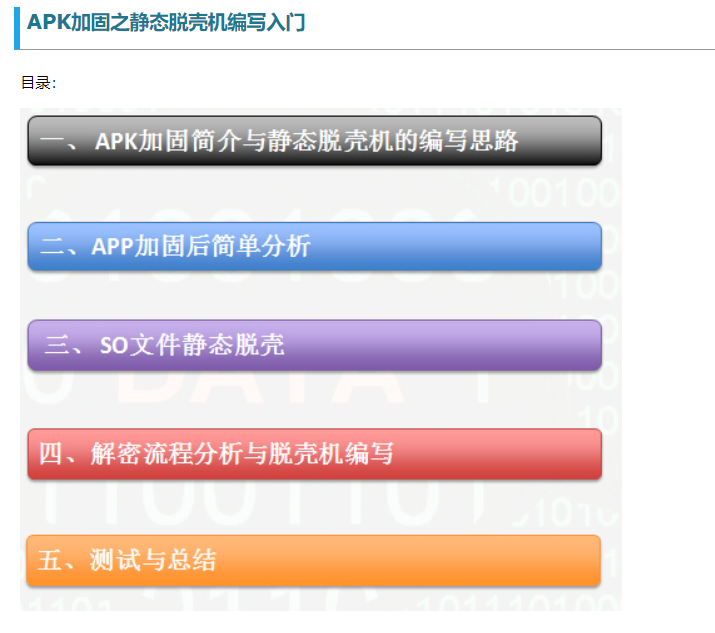 APK加固之静态脱壳机编写入门
目录:
一、 APK加固简介与静态脱壳机的编写思路
二、APP加固后简单分析
三、 SO文件静态脱壳
四、解密流程分析与脱壳机编写
五、测试与总结